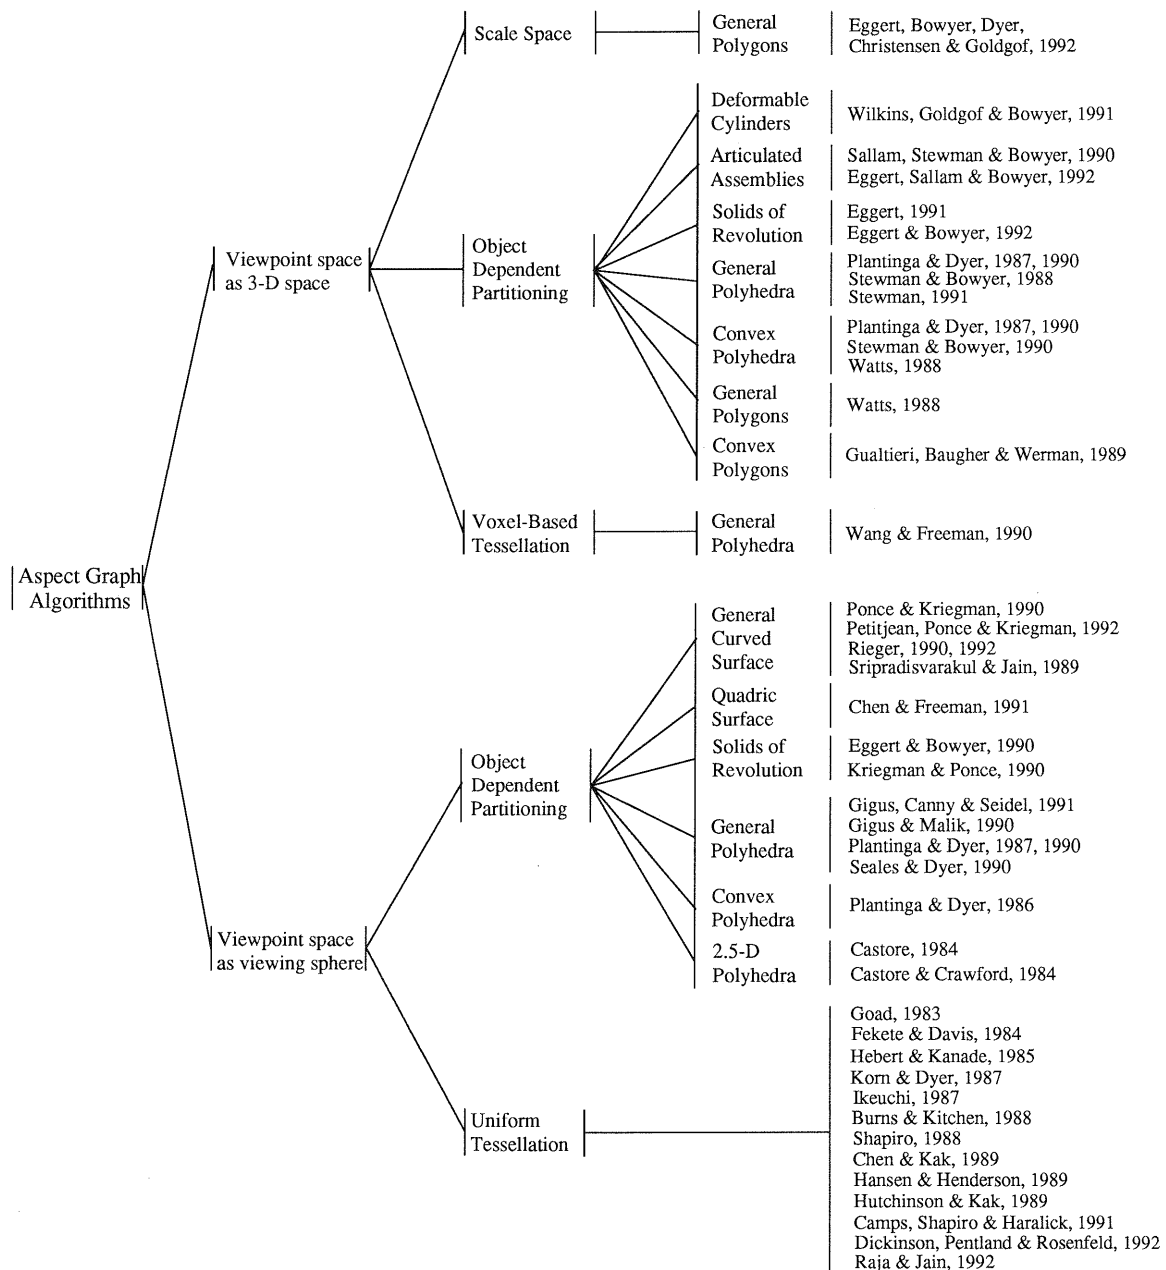 Scale Space
General
Polygons
Eggert, Bowyer, Dyer,
Christensen & Goldgof, 1992
Deformable
Cylinders
Wilkins, Goldgof & Bowyer, 1991
Articulated
Assemblies
Sallam, Stewman & Bowyer, 1990
Eggert, Sallam & Bowyer, 1992
Solids of
Revolution
Eggert, 1991
Eggert & Bowyer, 1992
Viewpoint space
as 3-D space
Object
Dependent
Partitioning
General
Polyhedra
Plantinga & Dyer, 1987, 1990
Stewman & Bowyer, 1988
Stewman, 1991
Convex
Polyhedra
Plantinga & Dyer, 1987, 1990
Stewman & Bowyer, 1990
Watts, 1988
General
Polygons
Watts, 1988
Convex
Polygons
Gualtieri, Baugher & Werman, 1989
Voxel-Based
Tessellation
General
Polyhedra
Wang & Freeman, 1990
Aspect Graph
Algorithms
General
Curved
Surface
Ponce & Kriegman, 1990
Petitjean, Ponce & Kriegman, 1992
Rieger, 1990, 1992
Sripradisvarakul & Jain, 1989
Quadric
Surface
Chen & Freeman, 1991
Object
Dependent
Partitioning
Solids of
Revolution
Eggert & Bowyer, 1990
Kriegman & Ponce, 1990
General
Polyhedra
Gigus, Canny & Seidel, 1991
Gigus & Malik, 1990
Plantinga & Dyer, 1987, 1990
Seales & Dyer, 1990
Convex
Polyhedra
Plantinga & Dyer, 1986
Viewpoint space
as viewing sphere
2.5-D
Polyhedra
Castore, 1984
Castore & Crawford, 1984
Uniform
Tessellation
Goad, 1983
Fekete & Davis, 1984
Hebert & Kanade, 1985
Korn & Dyer, 1987
Ikeuchi, 1987
Burns & Kitchen, 1988
Shapiro, 1988
Chen & Kak, 1989
Hansen & Henderson, 1989
Hutchinson & Kak, 1989
Camps, Shapiro & Haralick, 1991
Dickinson, Pentland & Rosenfeld, 1992
Raja & Jain, 1992